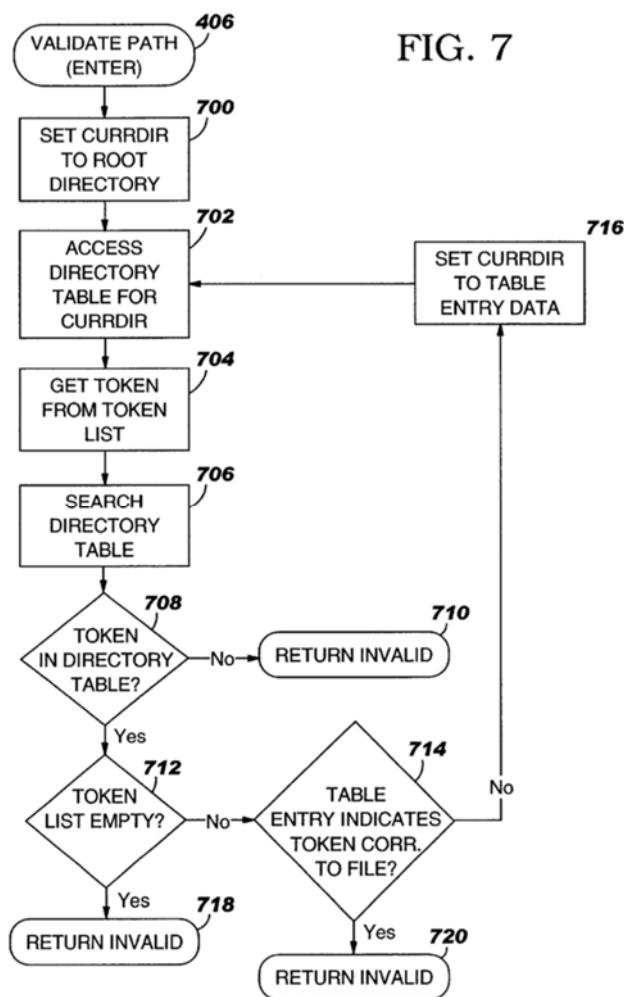 FIG. 7
406
VALIDATE PATH
(ENTER)
700
SET CURRDIR
TO ROOT
DIRECTORY
702
ACCESS
DIRECTORY
TABLE FOR
CURRDIR
716
SET CURRDIR
TO TABLE
ENTRY DATA
704
GET TOKEN
FROM TOKEN
LIST
706
SEARCH
DIRECTORY
TABLE
708
TOKEN
IN DIRECTORY
TABLE?
No
710
RETURN INVALID
Yes
712
TOKEN
LIST EMPTY?
No
714
TABLE
ENTRY INDICATES
TOKEN CORR.
TO FILE?
No
Yes
718
RETURN INVALID
Yes
720
RETURN INVALID